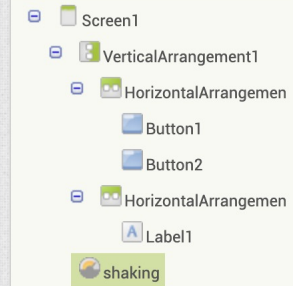 Screen1
VerticalArrangement1
HorizontalArrangemen
Button1
Button2
HorizontalArrangemen
A Label1
shaking